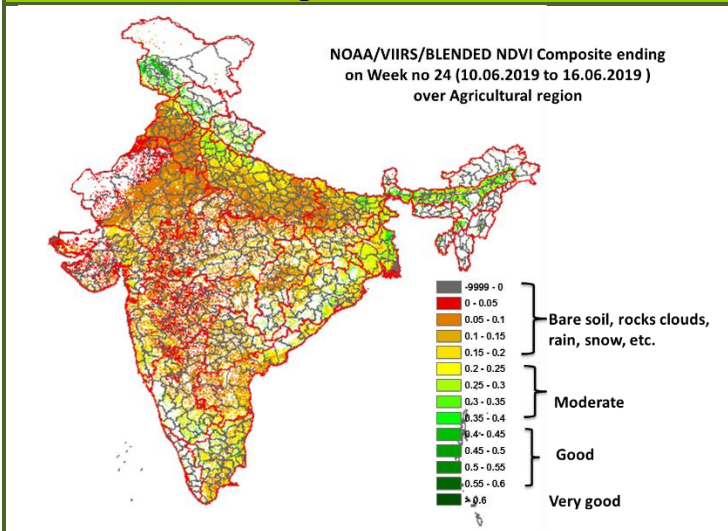 NOAA/VIIRS/BLENDED NDVI Composite ending
on Week no 24 (10.06.2019 to 16.06.2019 )
over Agricultural region
-9999 - 0
0 - 0.05
0.05 - 0.1
0.1 - 0.15
0.15 - 0.2
0.2 - 0.25
0.25 - 0.3
0.3 - 0.35
0.35 - 0.4
0.4 - 0.45
0.45 - 0.5
0.5 - 0.55
0.55 - 0.6
> 0.6
Bare soil, rocks clouds,
rain, snow, etc.
Moderate
Good
Very good